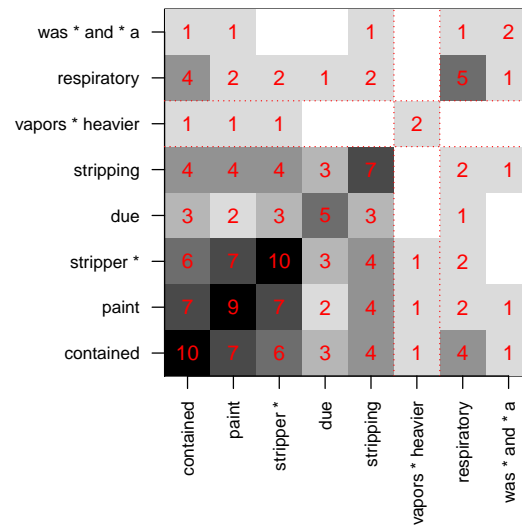 was * and * a 1 1 1 1 2
respiratory 4 2 2 1 2 5 1
vapors * heavier 1 1 1 2
stripping 4 4 4 3 7 2 1
due 3 2 3 5 3 1
stripper * 6 7 10 3 4 1 2
paint 7 9 7 2 4 1 2 1
contained 10 7 6 3 4 1 4 1
contained
paint
stripper *
due
stripping
vapors * heavier
respiratory
was * and * a